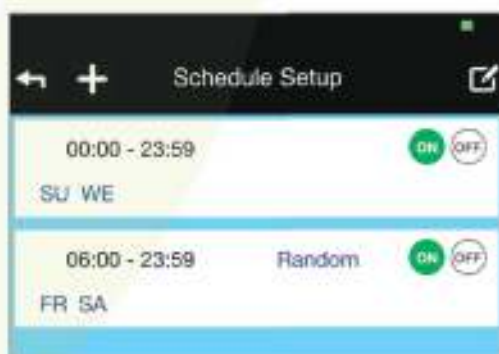 Schedule Setup
00:00 - 23:59 ON OFF
SU WE
06:00 - 23:59 Random ON OFF
FR SA